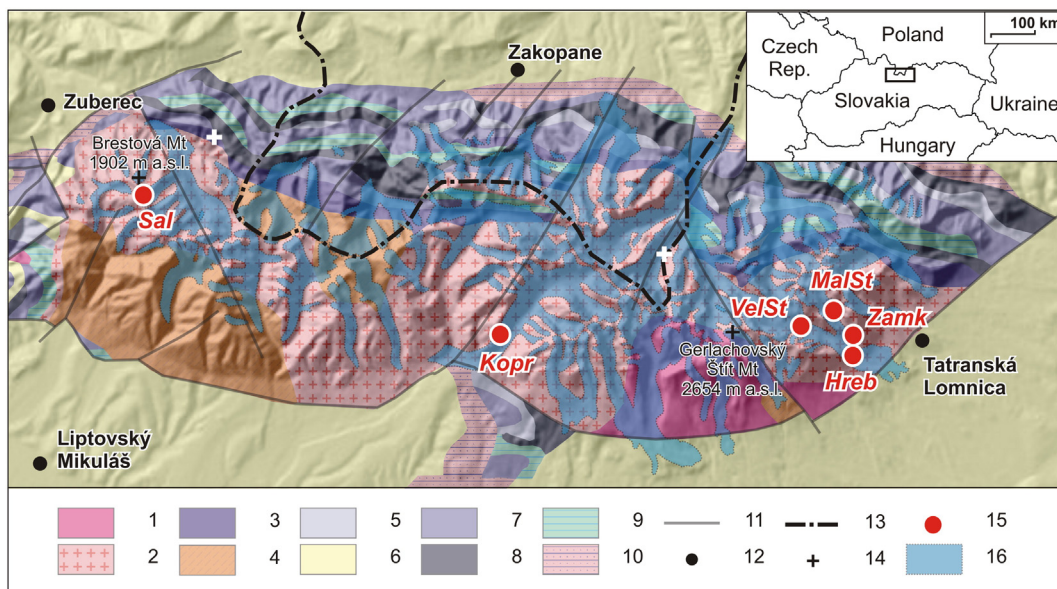 100 km
Poland
Czech
Rep.
Slovakia
Ukraine
Hungary
Zakopane
Zuberec
Brestová Mt
1902 m a.s.l.
Sal
MalSt
VelSt
Zamk
Kopr
Gerlachovský
Štít Mt
2654 m a.s.l.
Hreb
Tatranská
Lomnica
Liptovský
Mikuláš
1 3 5 7 9 11 13 15
2 4 6 8 10 12 14 16